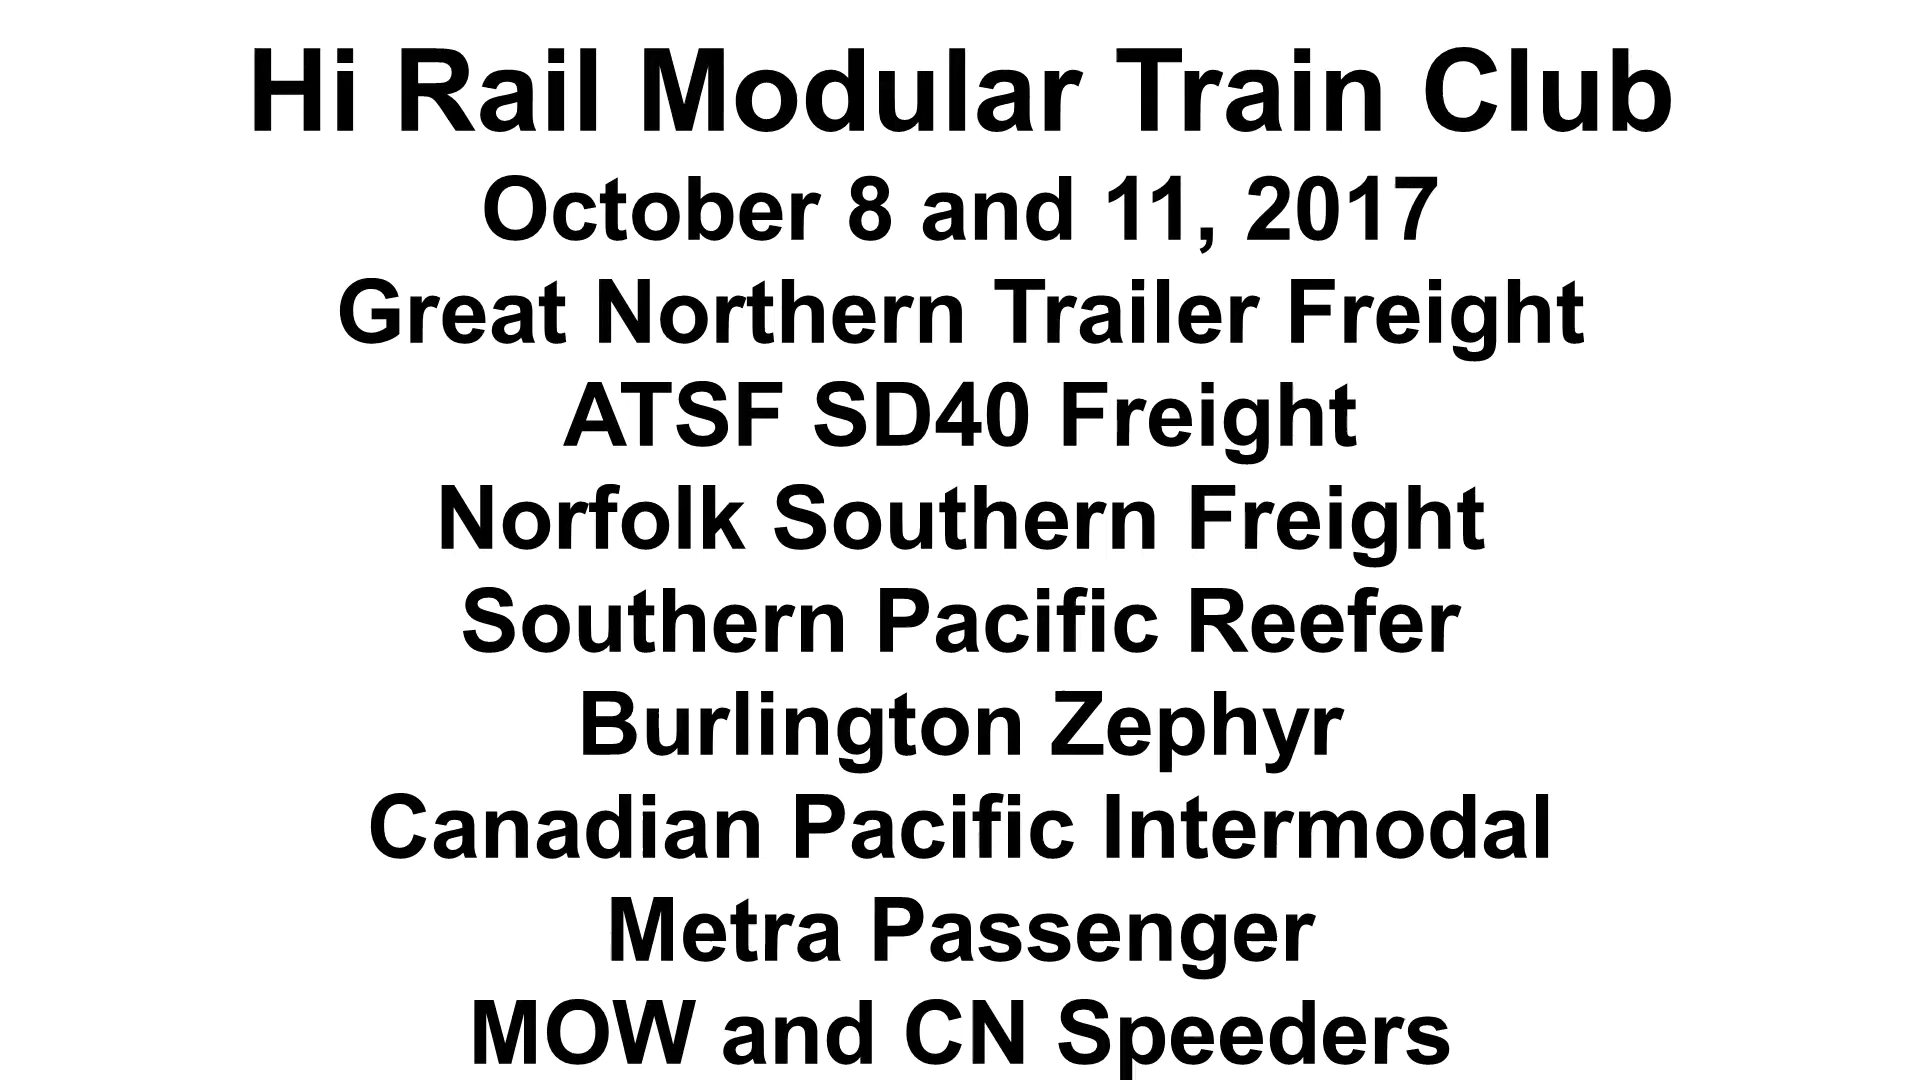 Hi Rail Modular Train Club
October 8 and 11, 2017
Great Northern Trailer Freight
ATSF SD40 Freight
Norfolk Southern Freight
Southern Pacific Reefer
Burlington Zephyr
Canadian Pacific Intermodal
Metra Passenger
MOW and CN Speeders